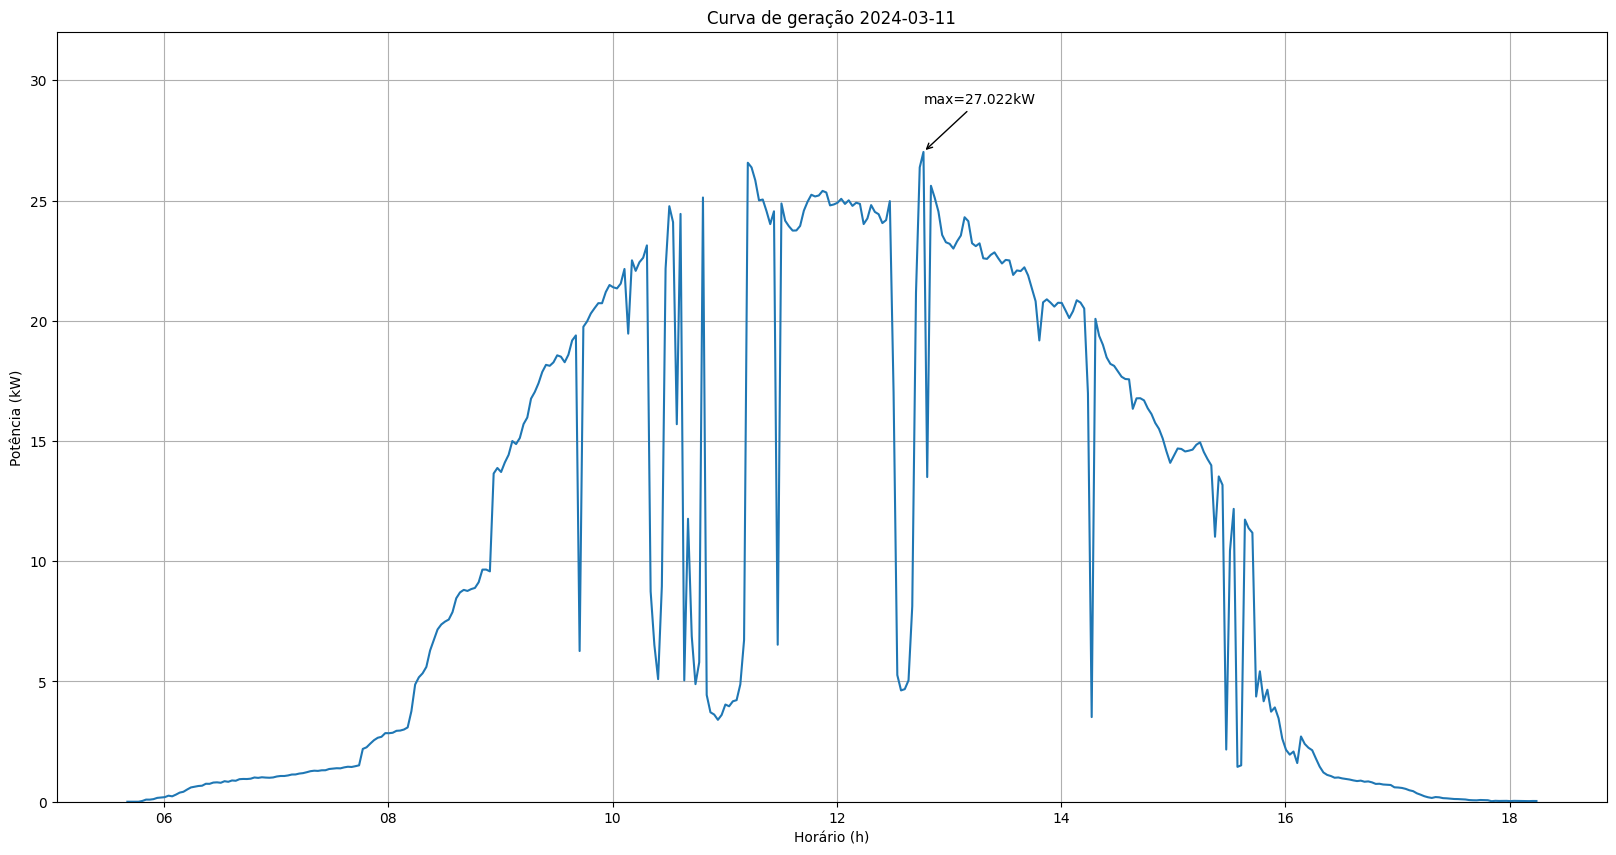 Curva de geração 2024-03-11
30
max=27.022kW
25
20
15
Potência (kW)
10
5
0
06 08 10 12 14 16 18
Horário (h)